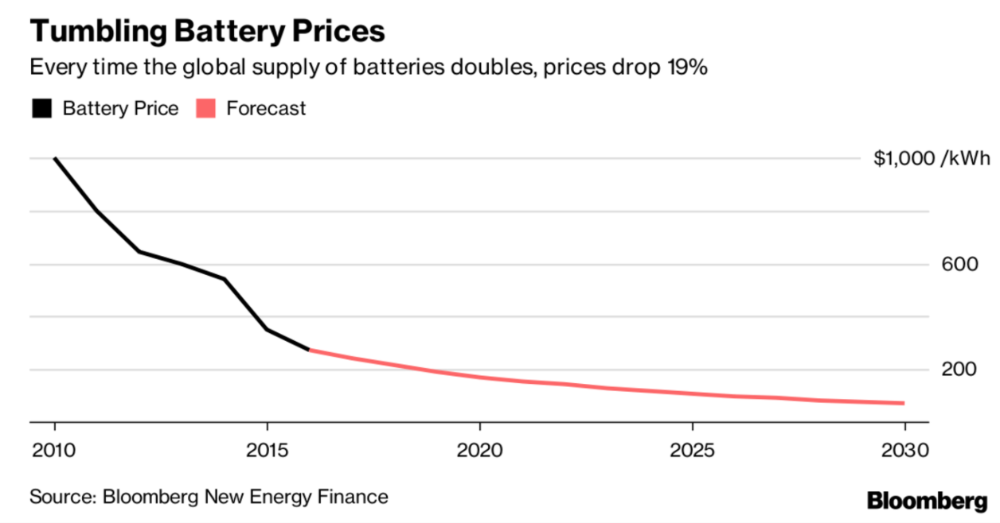 Tumbling Battery Prices
Every time the global supply of batteries doubles, prices drop 19%
Battery Price Forecast
$1,000 /kWh
600
200
2010 2015 2020 2025 2030
Source: Bloomberg New Energy Finance
Bloomberg